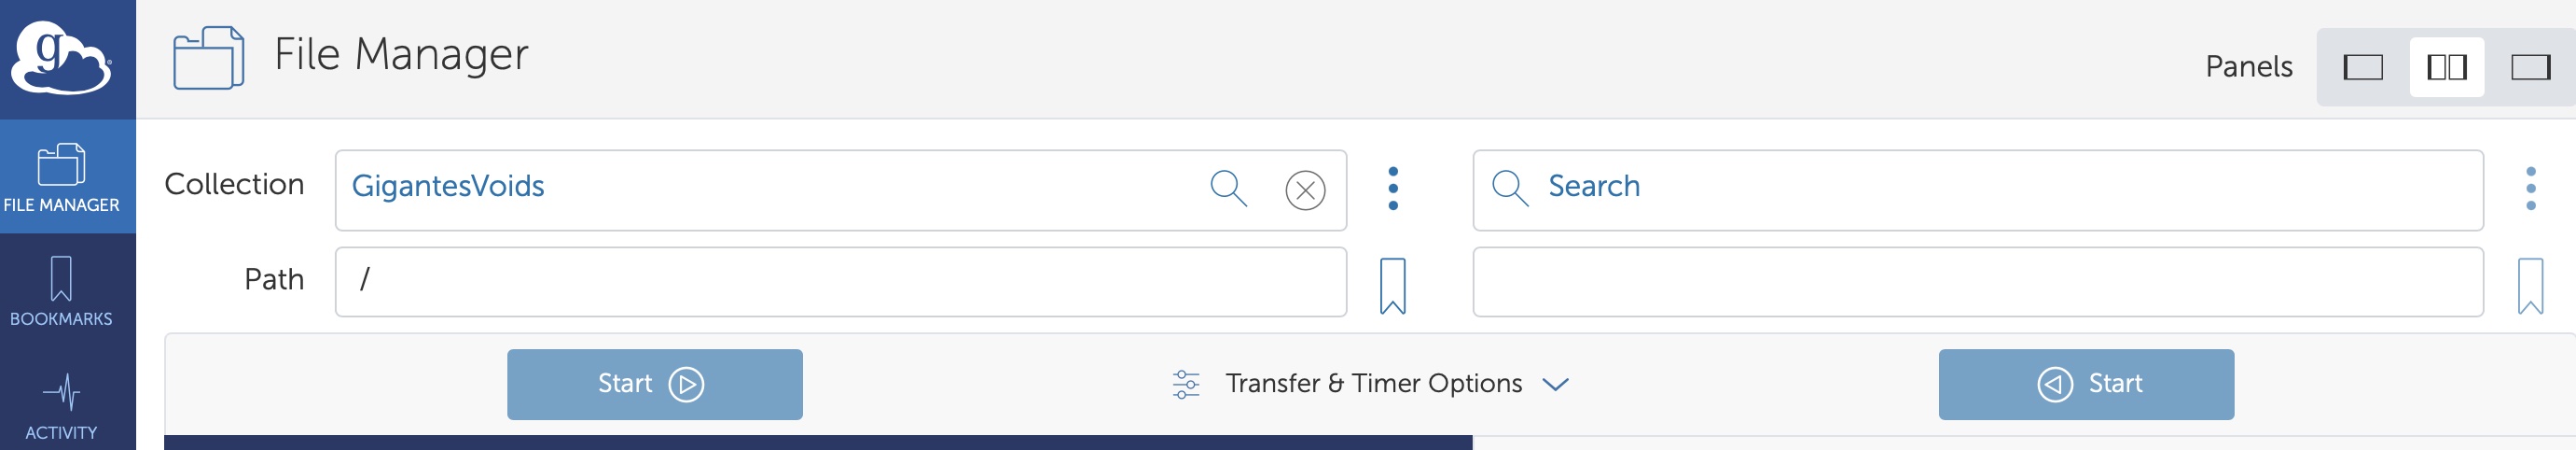 g
File Manager
Panels
FILE MANAGER
BOOKMARKS
ACTIVITY
Collection
GigantesVoids
Search
Path
/
Start
Transfer & Timer Options
Start